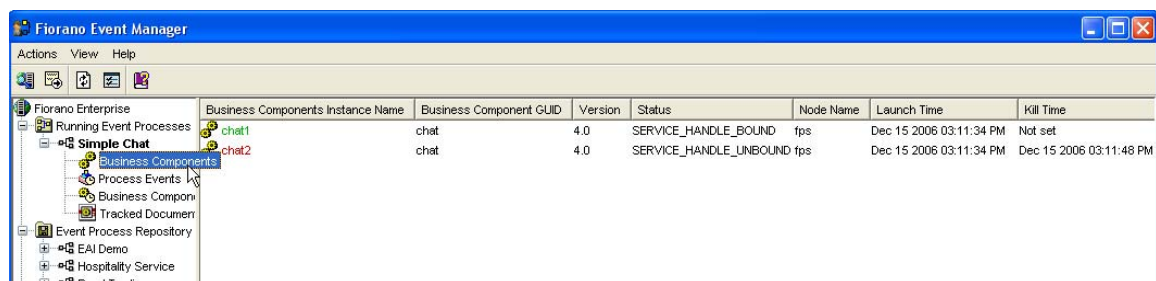 Fiorano Event Manager
Actions View Help
Fiorano Enterprise
Running Event Processes
Simple Chat
Business Components
Process Events
Business Compon
Tracked Documen
Event Process Repository
EAI Demo
Hospitality Service
Business Components Instance Name Business Component GUID Version Status Node Name Launch Time Kill Time
chat1 chat 4.0 SERVICE_HANDLE_BOUND fps Dec 15 2006 03:11:34 PM Not set
chat2 chat 4.0 SERVICE_HANDLE_UNBOUND fps Dec 15 2006 03:11:34 PM Dec 15 2006 03:11:48 PM